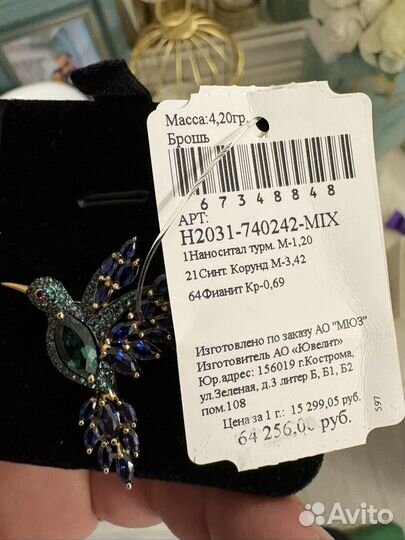 Масса:4,20гр.
Брошь
67348848
АРТ:
H2031-740242-MIX
1Наноситал турм. М-1,20
21Синт. Корунд М-3,42
64Фианит Кр-0,69
Изготовлено по заказу АО "МЮЗ"
Изготовитель АО «Ювелит»
Юр.адрес: 156019 г.Кострома,
ул.Зеленая, д.3 литер Б, Б1, Б2
пом.108
Цена за 1 г.: 15 299,05 руб.
64 256,00 руб.
597
Avito